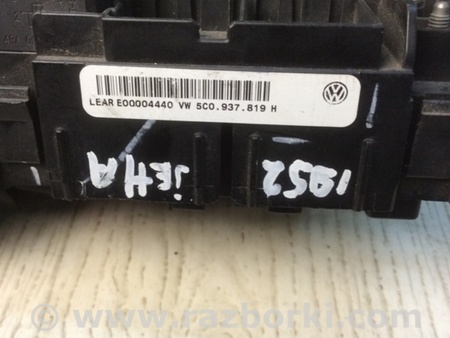 LEAR E00004440 VW 5C0.937.819 H
1952 jEttA
© www.razborki.com